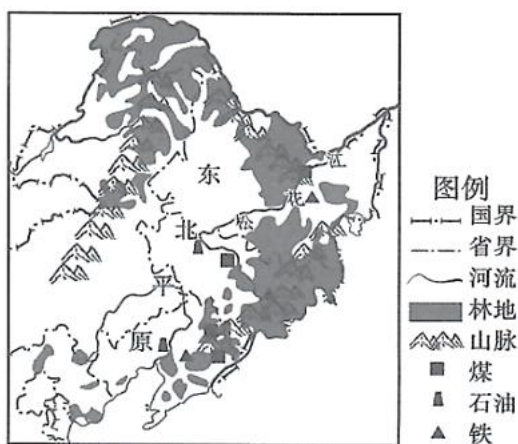 东
北
平
原
松
花
江
图例
国界
省界
河流
林地
山脉
煤
石油
铁